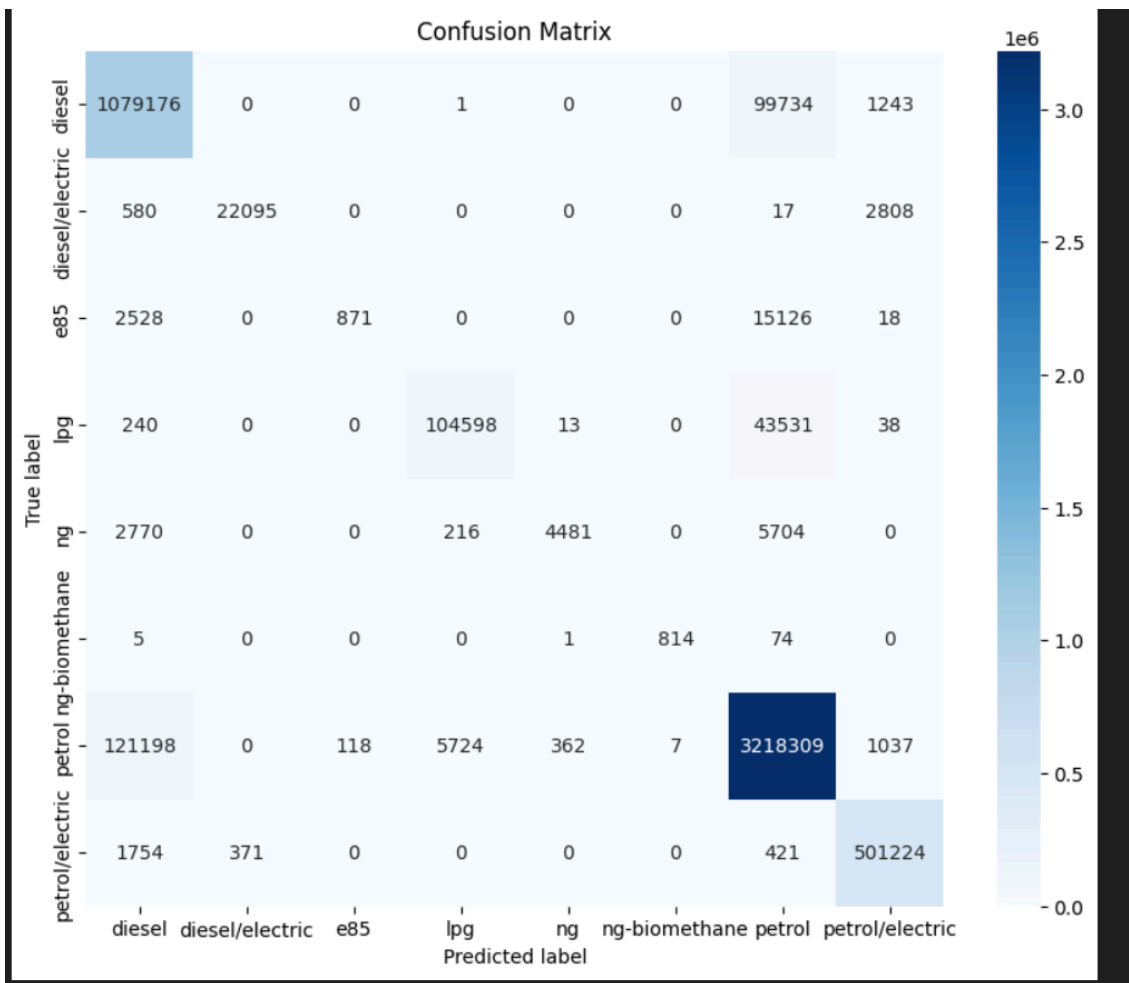 Confusion Matrix
1e6
diesel 1079176 0 0 1 0 0 99734 1243
diesel/electric 580 22095 0 0 0 0 17 2808
e85 2528 0 871 0 0 0 15126 18
lpg 240 0 0 104598 13 0 43531 38
ng 2770 0 0 216 4481 0 5704 0
ng-biomethane 5 0 0 0 1 814 74 0
petrol 121198 0 118 5724 362 7 3218309 1037
petrol/electric 1754 371 0 0 0 0 421 501224
True label
diesel diesel/electric e85 lpg ng ng-biomethane petrol petrol/electric
Predicted label
3.0
2.5
2.0
1.5
1.0
0.5
0.0